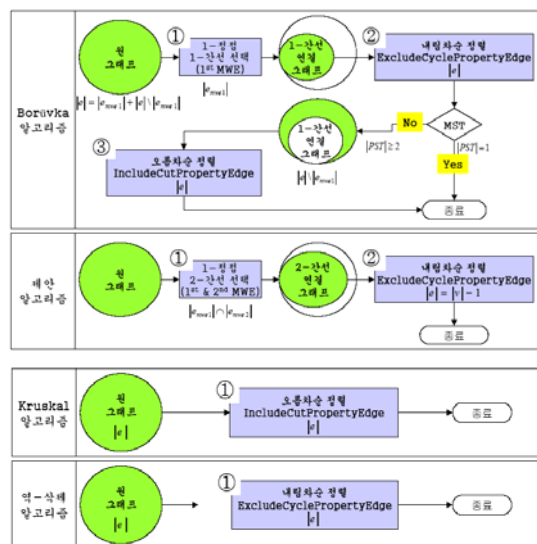 Borůvka
알고리즘
원
그래프
|e| = |e_mwe1| + |e| \ |e_mwe1|
①
1-정점
1-간선 선택
(1st MWE)
|e_mwe1|
1-간선
연결
그래프
②
내림차순 정렬
ExcludeCyclePropertyEdge
|e|
MST
No
|PST| ≥ 2
|PST| = 1
Yes
1-간선
연결
그래프
|e| \ |e_mwe1|
③
오름차순 정렬
IncludeCutPropertyEdge
|e|
종료
제안
알고리즘
원
그래프
①
1-정점
2-간선 선택
(1st & 2nd MWE)
|e_mwe1| ∩ |e_mwe2|
2-간선
연결
그래프
②
내림차순 정렬
ExcludeCyclePropertyEdge
|e| = |v| - 1
종료
Kruskal
알고리즘
원
그래프
|e|
①
오름차순 정렬
IncludeCutPropertyEdge
|e|
종료
역-삭제
알고리즘
원
그래프
|e|
①
내림차순 정렬
ExcludeCyclePropertyEdge
|e|
종료